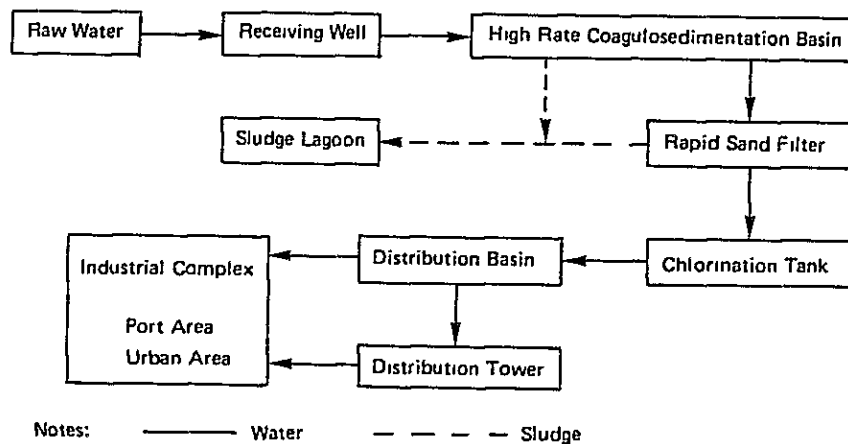 Raw Water
Receiving Well
High Rate Coagulosedimentation Basin
Sludge Lagoon
Rapid Sand Filter
Industrial Complex
Port Area
Urban Area
Distribution Basin
Chlorination Tank
Distribution Tower
Notes: Water Sludge